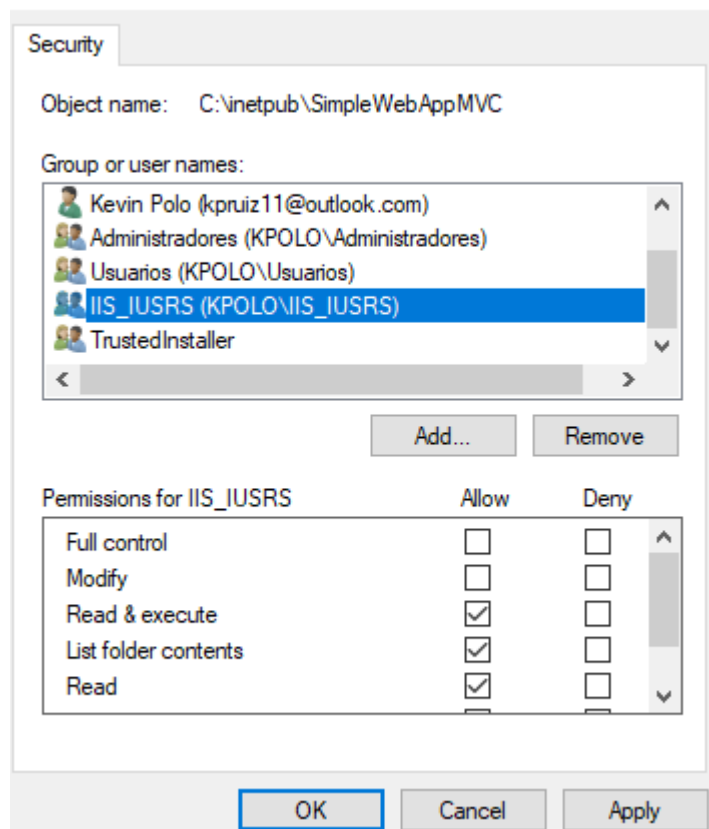 Security
Object name: C:\inetpub\SimpleWebAppMVC
Group or user names:
Kevin Polo (kpruiz11@outlook.com)
Administradores (KPOLO\Administradores)
Usuarios (KPOLO\Usuarios)
IIS_IUSRS (KPOLO\IIS_IUSRS)
TrustedInstaller
Add... Remove
Permissions for IIS_IUSRS Allow Deny
Full control
Modify
Read & execute
List folder contents
Read
OK Cancel Apply